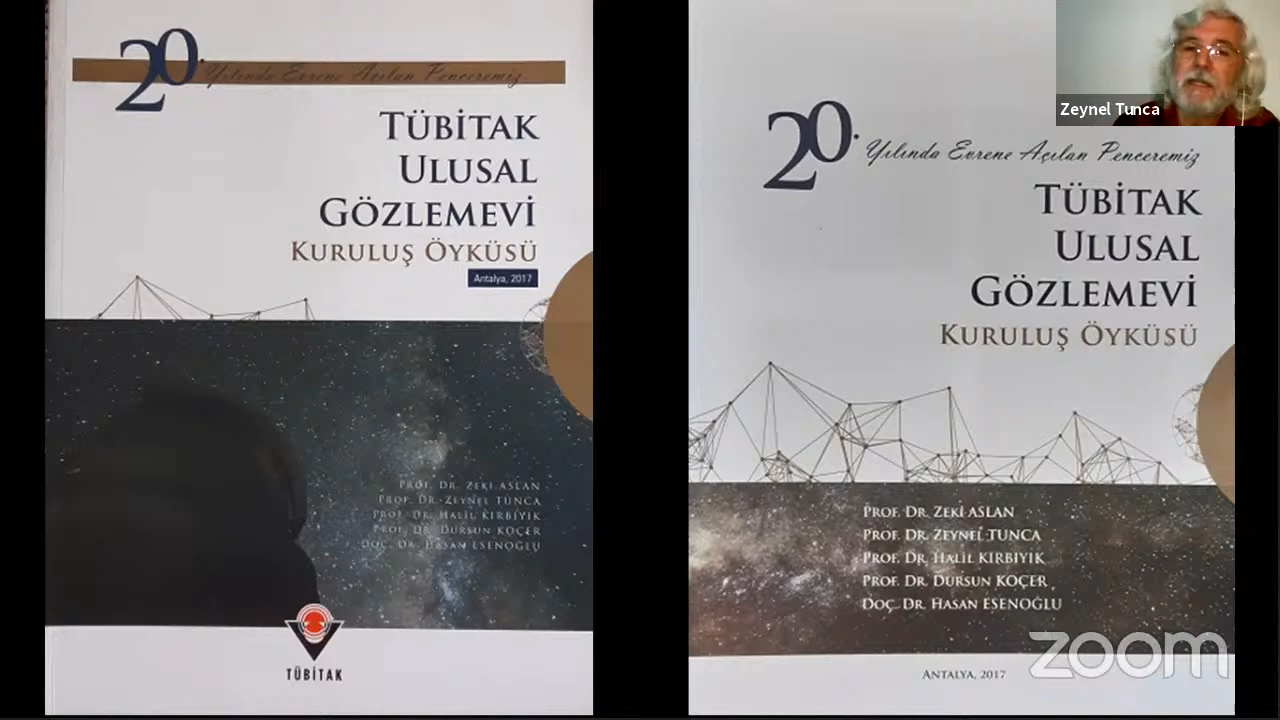 20. Yılında Evrene Açılan Penceremiz
TÜBİTAK
ULUSAL
GÖZLEMEVİ
KURULUŞ ÖYKÜSÜ
Antalya, 2017
PROF. DR. ZEKİ ASLAN
PROF. DR. ZEYNEL TUNCA
PROF. DR. HALİL KIRBIYIK
PROF. DR. DURSUN KOÇER
DOÇ. DR. HASAN ESENOĞLU
TÜBİTAK
Zeynel Tunca
20. Yılında Evrene Açılan Penceremiz
TÜBİTAK
ULUSAL
GÖZLEMEVİ
KURULUŞ ÖYKÜSÜ
PROF. DR. ZEKİ ASLAN
PROF. DR. ZEYNEL TUNCA
PROF. DR. HALİL KIRBIYIK
PROF. DR. DURSUN KOÇER
DOÇ. DR. HASAN ESENOĞLU
ANTALYA, 2017
zoom